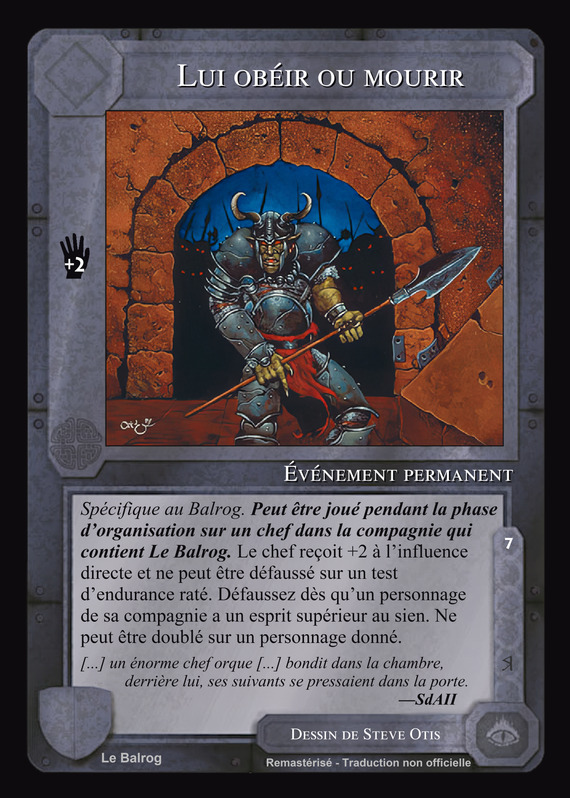 Lui obéir ou mourir
+2
Événement permanent
Spécifique au Balrog. Peut être joué pendant la phase
d’organisation sur un chef dans la compagnie qui
contient Le Balrog. Le chef reçoit +2 à l’influence
directe et ne peut être défaussé sur un test
d’endurance raté. Défaussez dès qu’un personnage
de sa compagnie a un esprit supérieur au sien. Ne
peut être doublé sur un personnage donné.
7
[...] un énorme chef orque [...] bondit dans la chambre,
derrière lui, ses suivants se pressaient dans la porte.
—SdAII
Dessin de Steve Otis
Le Balrog
Remastérisé - Traduction non officielle